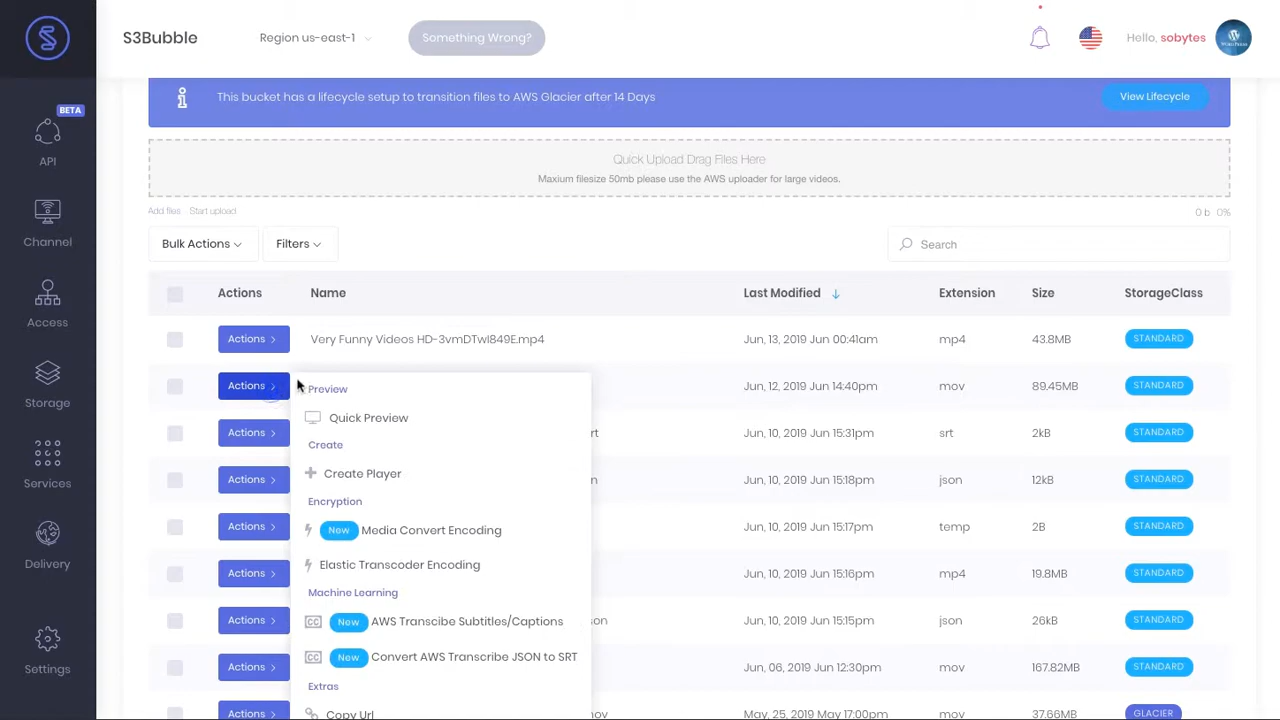 S3Bubble
Region us-east-1
Something Wrong?
Hello, sobytes
BETA
API
Channel
Access
Storage
Services
Delivery
Settings
This bucket has a lifecycle setup to transition files to AWS Glacier after 14 Days
View Lifecycle
Quick Upload Drag Files Here
Maxium filesize 50mb please use the AWS uploader for large videos.
Add files Start upload
0 b 0%
Bulk Actions Filters
Search
Actions Name Last Modified Extension Size StorageClass
Actions Very Funny Videos HD-3vmDTwI849E.mp4 Jun, 13, 2019 Jun 00:41am mp4 43.8MB STANDARD
Actions Jun, 12, 2019 Jun 14:40pm mov 89.45MB STANDARD
Actions rt Jun, 10, 2019 Jun 15:31pm srt 2kB STANDARD
Actions n Jun, 10, 2019 Jun 15:18pm json 12kB STANDARD
Actions Jun, 10, 2019 Jun 15:17pm temp 2B STANDARD
Actions Jun, 10, 2019 Jun 15:16pm mp4 19.8MB STANDARD
Actions son Jun, 10, 2019 Jun 15:15pm json 26kB STANDARD
Actions Jun, 06, 2019 Jun 12:30pm mov 167.82MB STANDARD
Actions nov May, 25, 2019 May 17:00pm mov 37.66MB GLACIER
Preview
Quick Preview
Create
Create Player
Encryption
New Media Convert Encoding
Elastic Transcoder Encoding
Machine Learning
New AWS Transcibe Subtitles/Captions
New Convert AWS Transcribe JSON to SRT
Extras
Copy Url